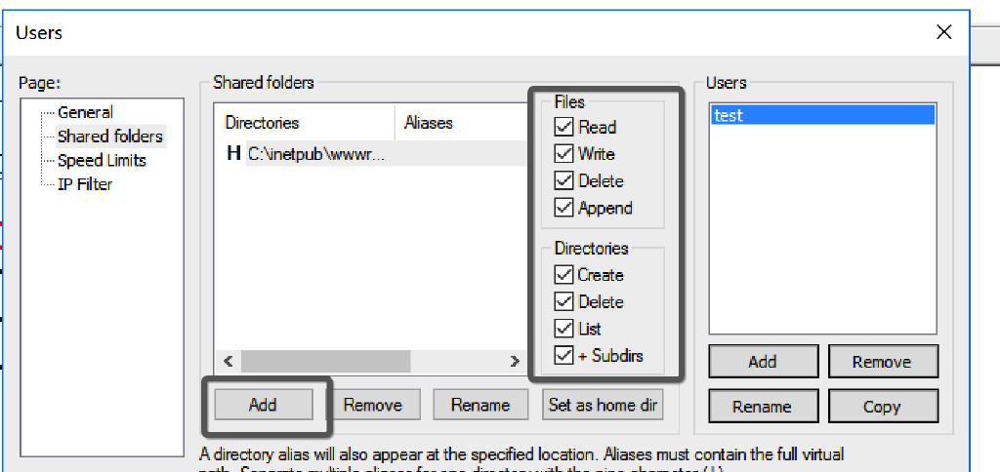 Users
Page:
General
Shared folders
Speed Limits
IP Filter
Shared folders
Directories
Aliases
H C:\inetpub\wwwr...
Files
Read
Write
Delete
Append
Directories
Create
Delete
List
+ Subdirs
Add
Remove
Rename
Set as home dir
Users
test
Add
Remove
Rename
Copy
A directory alias will also appear at the specified location. Aliases must contain the full virtual
path. Separate multiple aliases for one directory with the pipe character (|)